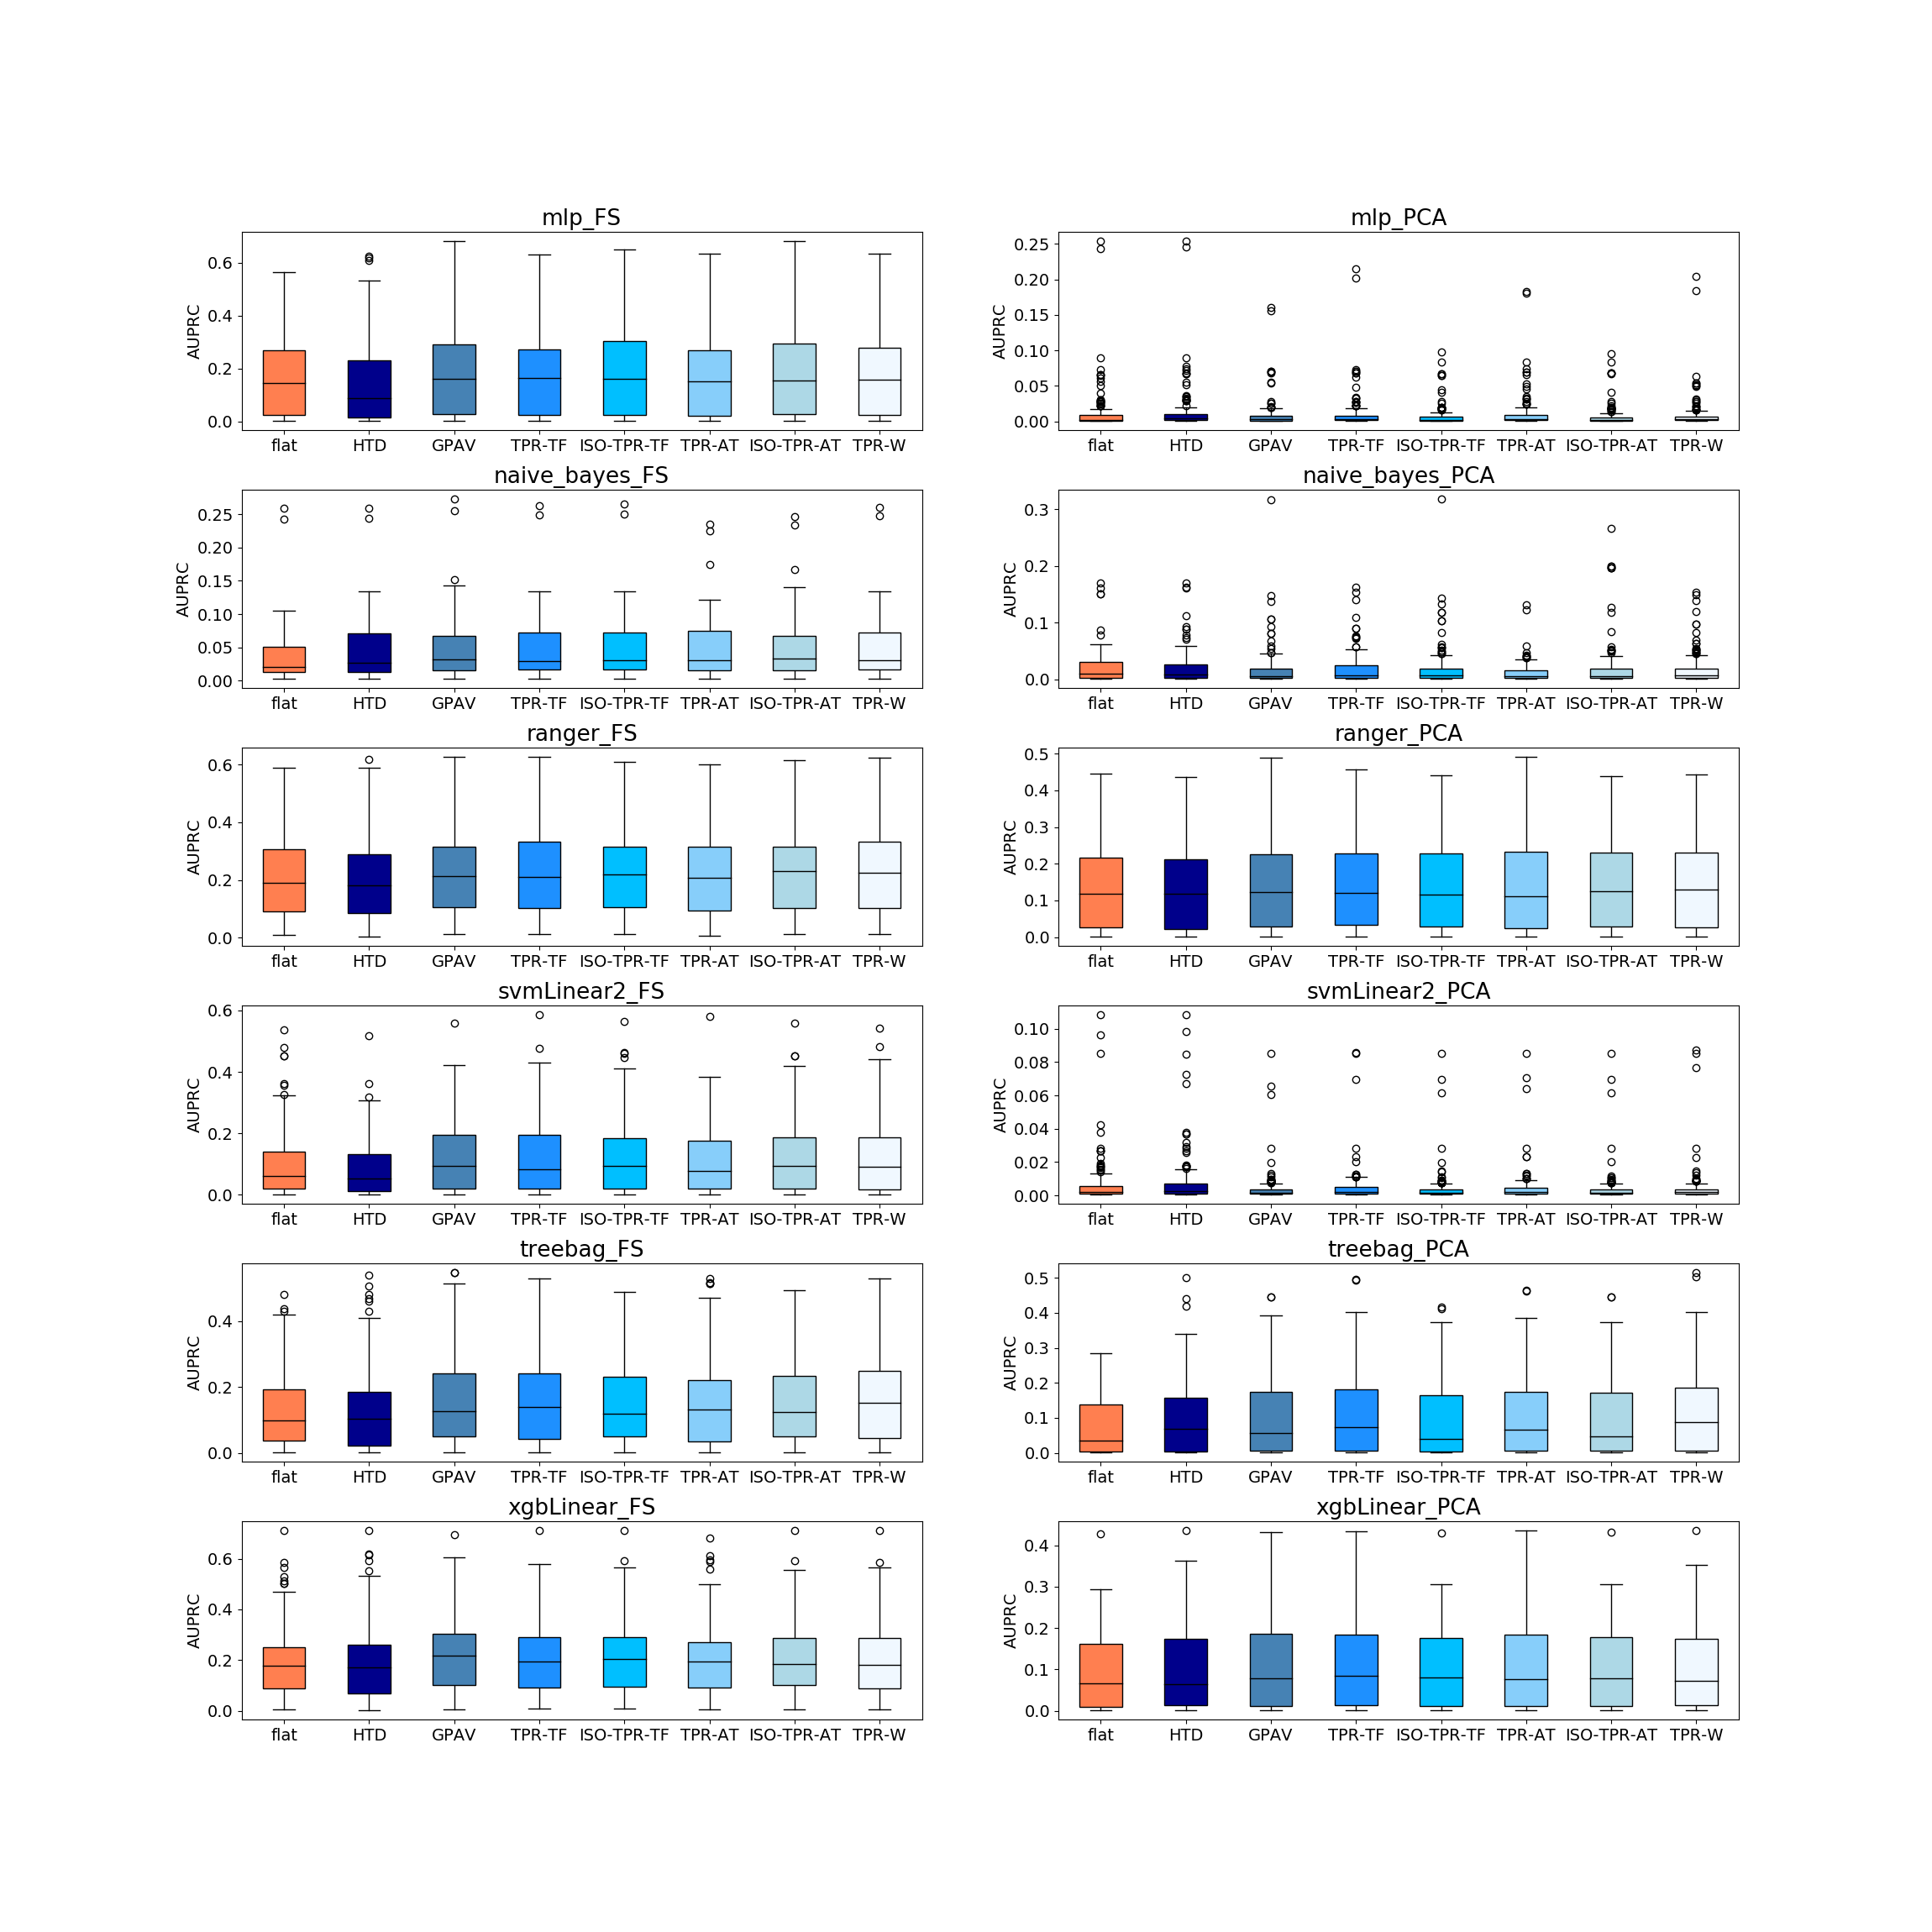 mlp_FS
AUPRC
0.6
0.4
0.2
0.0
flat HTD GPAV TPR-TF ISO-TPR-TF TPR-AT ISO-TPR-AT TPR-W
mlp_PCA
AUPRC
0.25
0.20
0.15
0.10
0.05
0.00
flat HTD GPAV TPR-TF ISO-TPR-TF TPR-AT ISO-TPR-AT TPR-W
naive_bayes_FS
AUPRC
0.25
0.20
0.15
0.10
0.05
0.00
flat HTD GPAV TPR-TF ISO-TPR-TF TPR-AT ISO-TPR-AT TPR-W
naive_bayes_PCA
AUPRC
0.3
0.2
0.1
0.0
flat HTD GPAV TPR-TF ISO-TPR-TF TPR-AT ISO-TPR-AT TPR-W
ranger_FS
AUPRC
0.6
0.4
0.2
0.0
flat HTD GPAV TPR-TF ISO-TPR-TF TPR-AT ISO-TPR-AT TPR-W
ranger_PCA
AUPRC
0.5
0.4
0.3
0.2
0.1
0.0
flat HTD GPAV TPR-TF ISO-TPR-TF TPR-AT ISO-TPR-AT TPR-W
svmLinear2_FS
AUPRC
0.6
0.4
0.2
0.0
flat HTD GPAV TPR-TF ISO-TPR-TF TPR-AT ISO-TPR-AT TPR-W
svmLinear2_PCA
AUPRC
0.10
0.08
0.06
0.04
0.02
0.00
flat HTD GPAV TPR-TF ISO-TPR-TF TPR-AT ISO-TPR-AT TPR-W
treebag_FS
AUPRC
0.4
0.2
0.0
flat HTD GPAV TPR-TF ISO-TPR-TF TPR-AT ISO-TPR-AT TPR-W
treebag_PCA
AUPRC
0.5
0.4
0.3
0.2
0.1
0.0
flat HTD GPAV TPR-TF ISO-TPR-TF TPR-AT ISO-TPR-AT TPR-W
xgbLinear_FS
AUPRC
0.6
0.4
0.2
0.0
flat HTD GPAV TPR-TF ISO-TPR-TF TPR-AT ISO-TPR-AT TPR-W
xgbLinear_PCA
AUPRC
0.4
0.3
0.2
0.1
0.0
flat HTD GPAV TPR-TF ISO-TPR-TF TPR-AT ISO-TPR-AT TPR-W